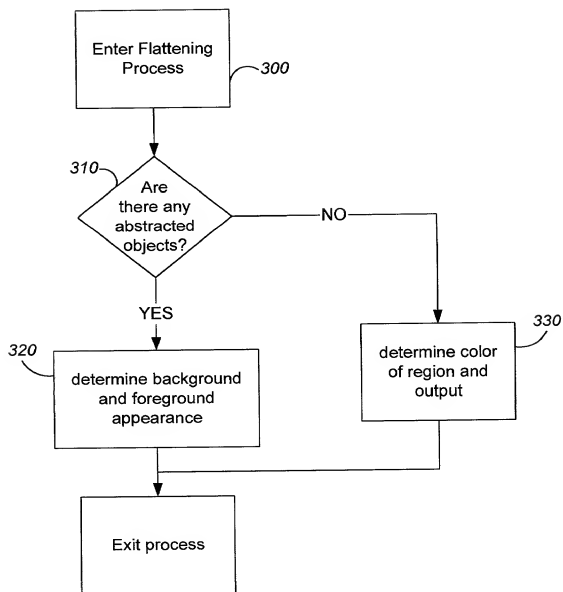 Enter Flattening
Process
300
310
Are
there any
abstracted
objects?
NO
YES
320
determine background
and foreground
appearance
330
determine color
of region and
output
Exit process